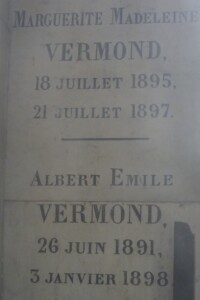 MARGUERITE MADELEINE
VERMOND,
18 JUILLET 1895,
21 JUILLET 1897.
ALBERT EMILE
VERMOND,
26 JUIN 1891,
3 JANVIER 1898